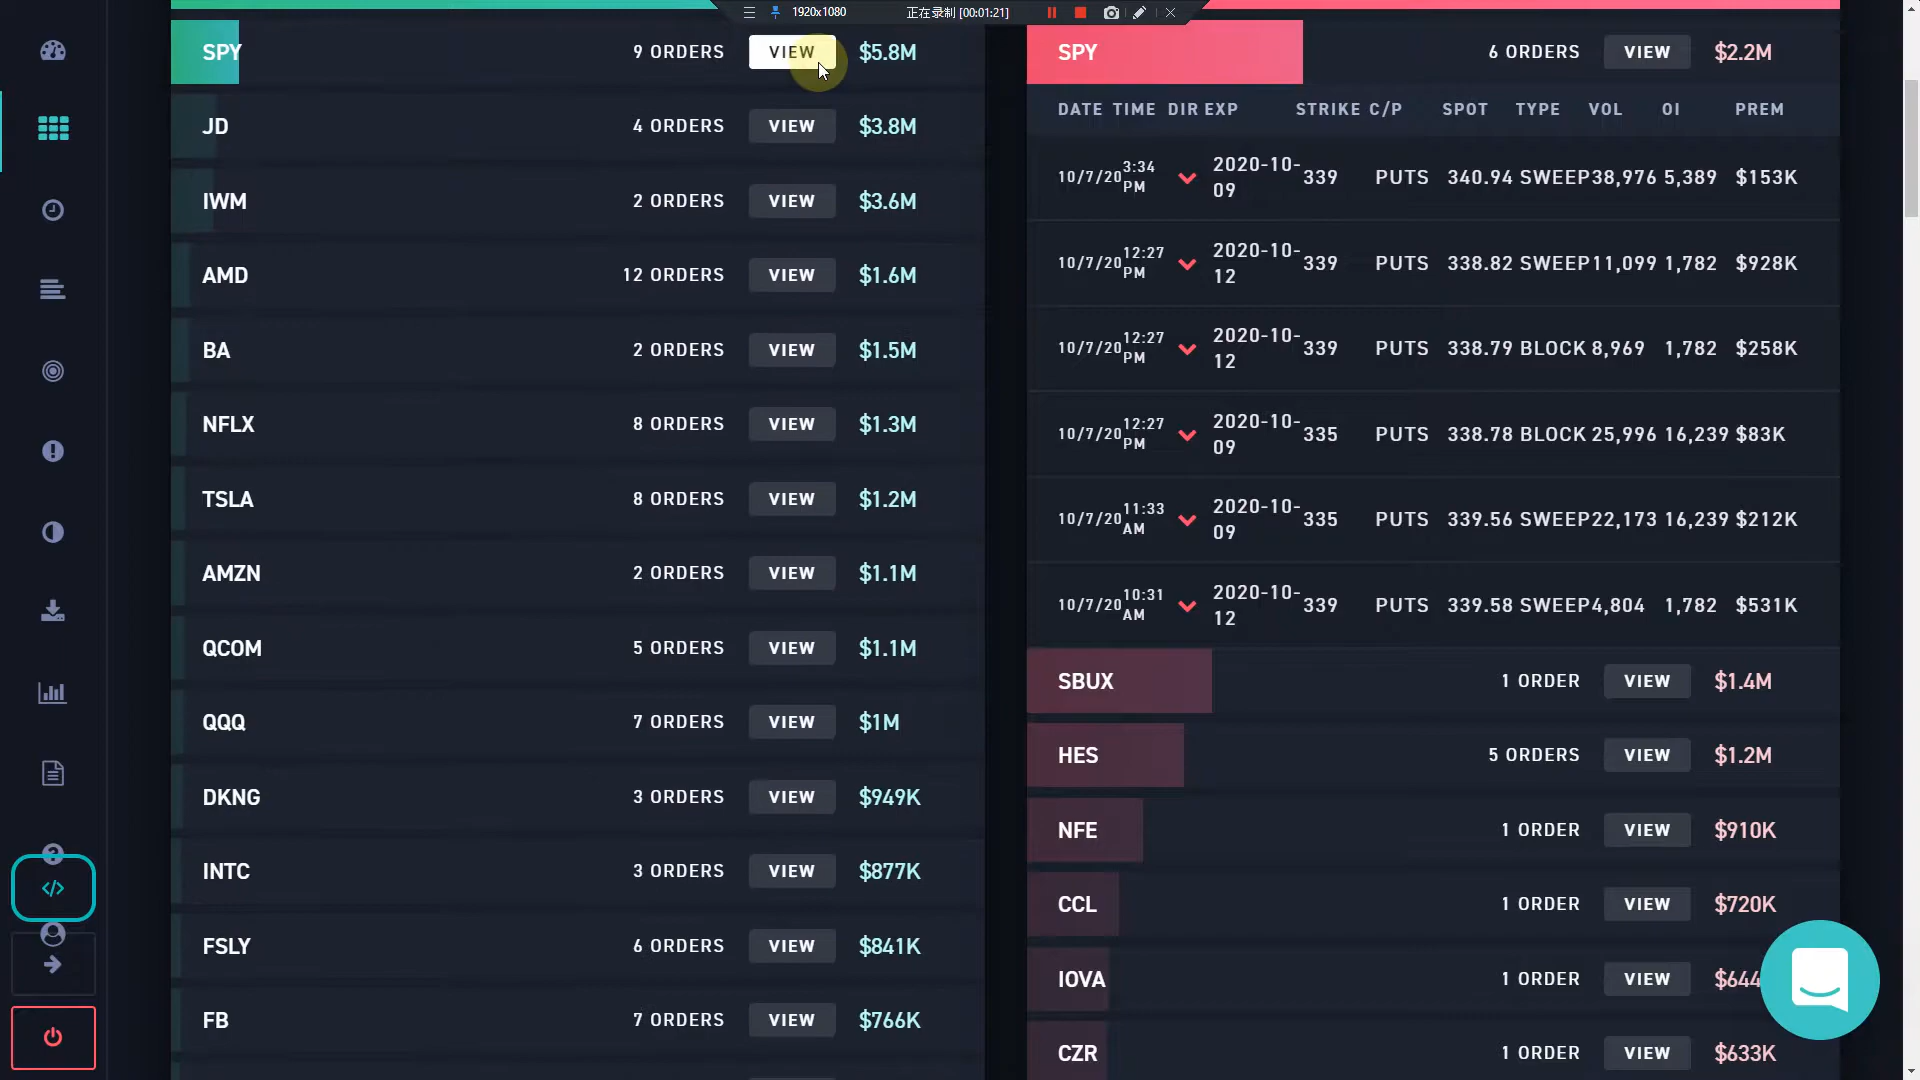 1920x1080 正在录制 [00:01:21]
SPY 9 ORDERS VIEW $5.8M
JD 4 ORDERS VIEW $3.8M
IWM 2 ORDERS VIEW $3.6M
AMD 12 ORDERS VIEW $1.6M
BA 2 ORDERS VIEW $1.5M
NFLX 8 ORDERS VIEW $1.3M
TSLA 8 ORDERS VIEW $1.2M
AMZN 2 ORDERS VIEW $1.1M
QCOM 5 ORDERS VIEW $1.1M
QQQ 7 ORDERS VIEW $1M
DKNG 3 ORDERS VIEW $949K
INTC 3 ORDERS VIEW $877K
FSLY 6 ORDERS VIEW $841K
FB 7 ORDERS VIEW $766K
SPY 6 ORDERS VIEW $2.2M
DATE TIME DIR EXP STRIKE C/P SPOT TYPE VOL OI PREM
10/7/20 3:34 PM 2020-10-09 339 PUTS 340.94 SWEEP 38,976 5,389 $153K
10/7/20 12:27 PM 2020-10-12 339 PUTS 338.82 SWEEP 11,099 1,782 $928K
10/7/20 12:27 PM 2020-10-12 339 PUTS 338.79 BLOCK 8,969 1,782 $258K
10/7/20 12:27 PM 2020-10-09 335 PUTS 338.78 BLOCK 25,996 16,239 $83K
10/7/20 11:33 AM 2020-10-09 335 PUTS 339.56 SWEEP 22,173 16,239 $212K
10/7/20 10:31 AM 2020-10-12 339 PUTS 339.58 SWEEP 4,804 1,782 $531K
SBUX 1 ORDER VIEW $1.4M
HES 5 ORDERS VIEW $1.2M
NFE 1 ORDER VIEW $910K
CCL 1 ORDER VIEW $720K
IOVA 1 ORDER VIEW $644
CZR 1 ORDER VIEW $633K